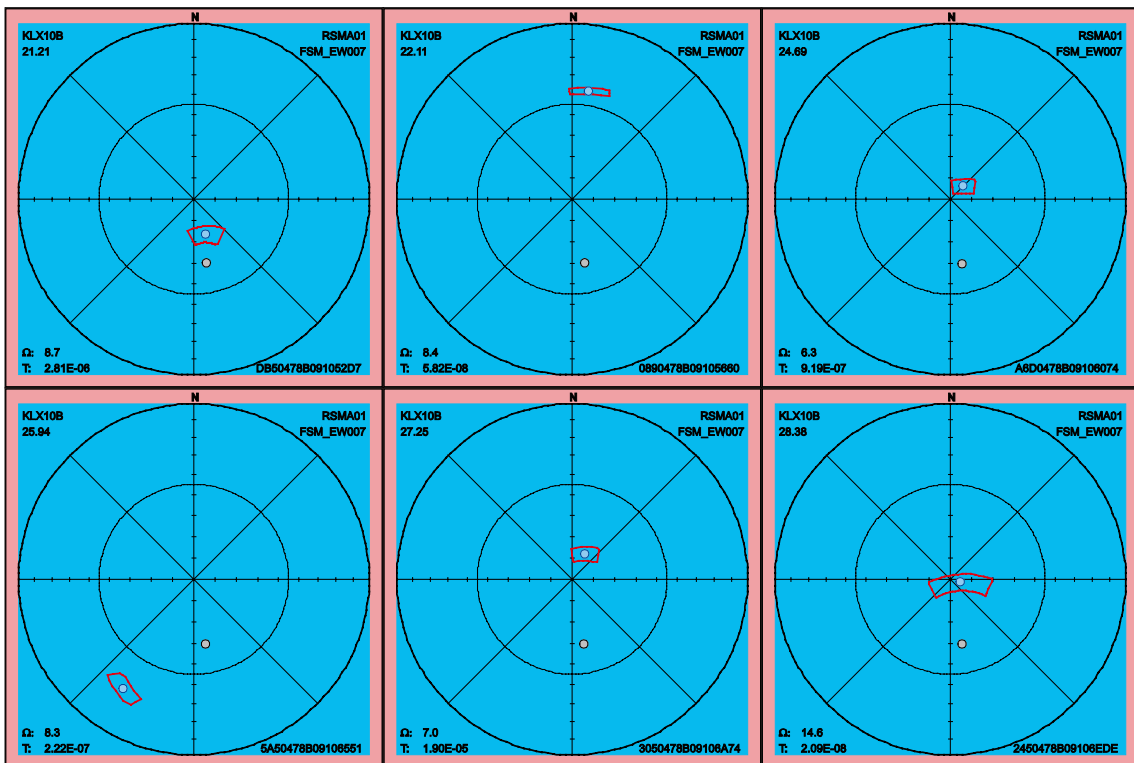 N
KLX10B RSMA01
21.21 FSM_EW007
Ω: 8.7
T: 2.81E-06 DB50478B091052D7
N
KLX10B RSMA01
22.11 FSM_EW007
Ω: 8.4
T: 5.82E-08 0890478B09105660
N
KLX10B RSMA01
24.69 FSM_EW007
Ω: 6.3
T: 9.19E-07 A6D0478B09106074
N
KLX10B RSMA01
25.94 FSM_EW007
Ω: 8.3
T: 2.22E-07 5A50478B09106551
N
KLX10B RSMA01
27.25 FSM_EW007
Ω: 7.0
T: 1.90E-05 3050478B09106A74
N
KLX10B RSMA01
28.38 FSM_EW007
Ω: 14.6
T: 2.09E-08 2450478B09106EDE